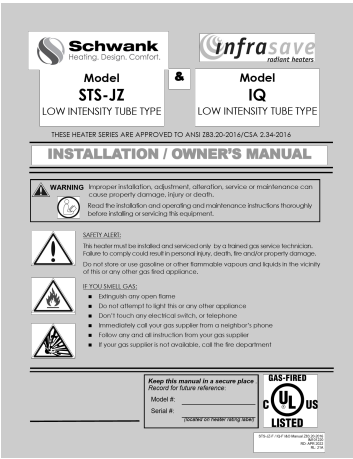 Schwank
Heating. Design. Comfort.
infrasave
radiant heaters
Model
STS-JZ
LOW INTENSITY TUBE TYPE
&
Model
IQ
LOW INTENSITY TUBE TYPE
THESE HEATER SERIES ARE APPROVED TO ANSI Z83.20-2016/CSA 2.34-2016
INSTALLATION / OWNER'S MANUAL
WARNING Improper installation, adjustment, alteration, service or maintenance can
cause property damage, injury or death.
Read the installation and operating and maintenance instructions thoroughly
before installing or servicing this equipment.
SAFETY ALERT:
This heater must be installed and serviced only by a trained gas service technician.
Failure to comply could result in personal injury, death, fire and/or property damage.
Do not store or use gasoline or other flammable vapours and liquids in the vicinity
of this or any other gas fired appliance.
IF YOU SMELL GAS:
■ Extinguish any open flame
■ Do not attempt to light this or any other appliance
■ Don't touch any electrical switch, or telephone
■ Immediately call your gas supplier from a neighbor's phone
■ Follow any and all instruction from your gas supplier
■ If your gas supplier is not available, call the fire department
Keep this manual in a secure place
Record for future reference:
Model #:
Serial #:
(located on heater rating label)
GAS-FIRED
C UL US
LISTED
RD: APR 2022